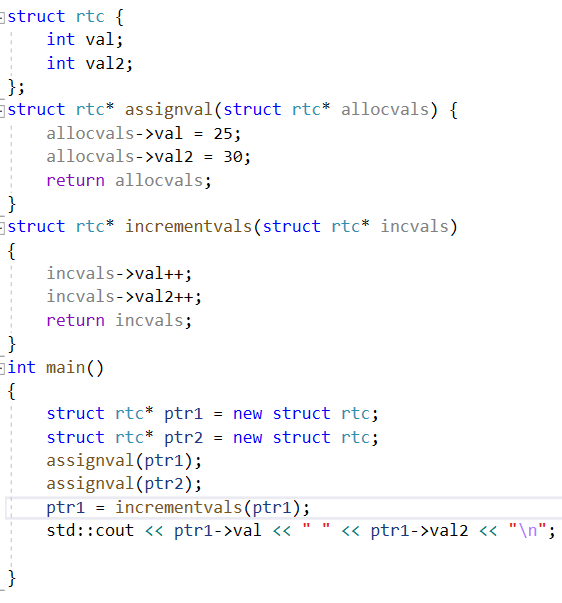 struct rtc {
    int val;
    int val2;
};
struct rtc* assignval(struct rtc* allocvals) {
    allocvals->val = 25;
    allocvals->val2 = 30;
    return allocvals;
}
struct rtc* incrementvals(struct rtc* incvals)
{
    incvals->val++;
    incvals->val2++;
    return incvals;
}
int main()
{
    struct rtc* ptr1 = new struct rtc;
    struct rtc* ptr2 = new struct rtc;
    assignval(ptr1);
    assignval(ptr2);
    ptr1 = incrementvals(ptr1);
    std::cout << ptr1->val << " " << ptr1->val2 << "\n";
}